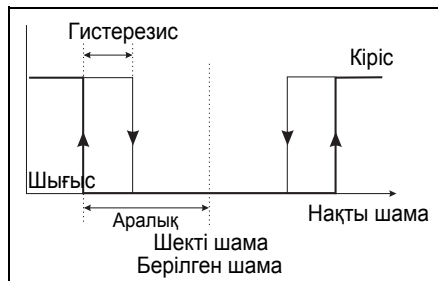 Гистерезис
Кіріс
Шығыс
Аралық
Нақты шама
Шекті шама
Берілген шама